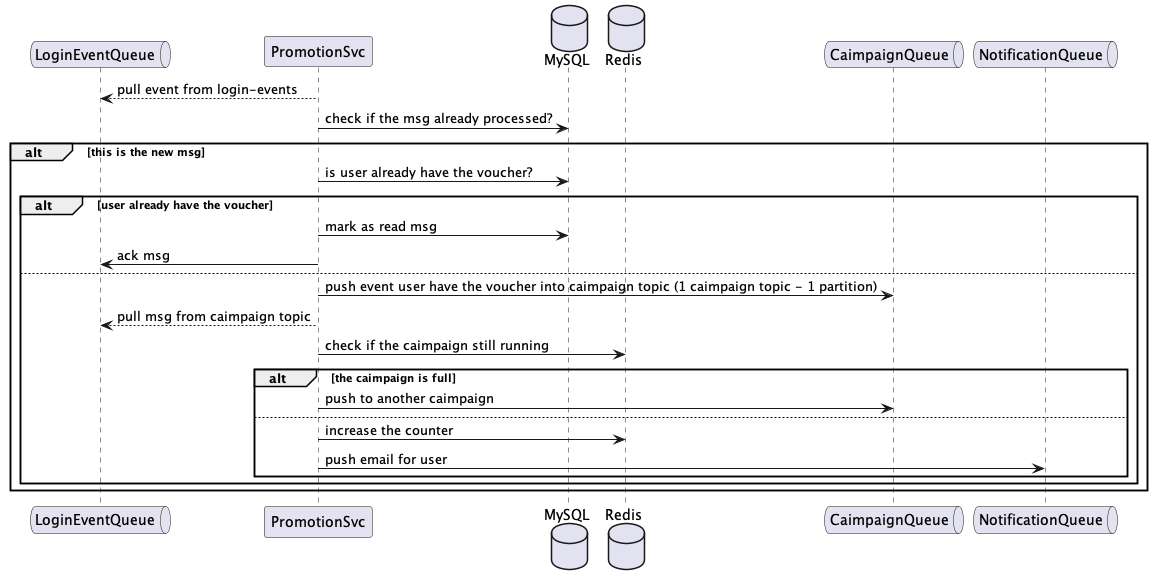 MySQL Redis
LoginEventQueue PromotionSvc CaimpaignQueue NotificationQueue
pull event from login-events
check if the msg already processed?
alt [this is the new msg]
is user already have the voucher?
alt [user already have the voucher]
mark as read msg
ack msg
push event user have the voucher into caimpaign topic (1 caimpaign topic - 1 partition)
pull msg from caimpaign topic
check if the caimpaign still running
alt [the caimpaign is full]
push to another caimpaign
increase the counter
push email for user
LoginEventQueue PromotionSvc MySQL Redis CaimpaignQueue NotificationQueue